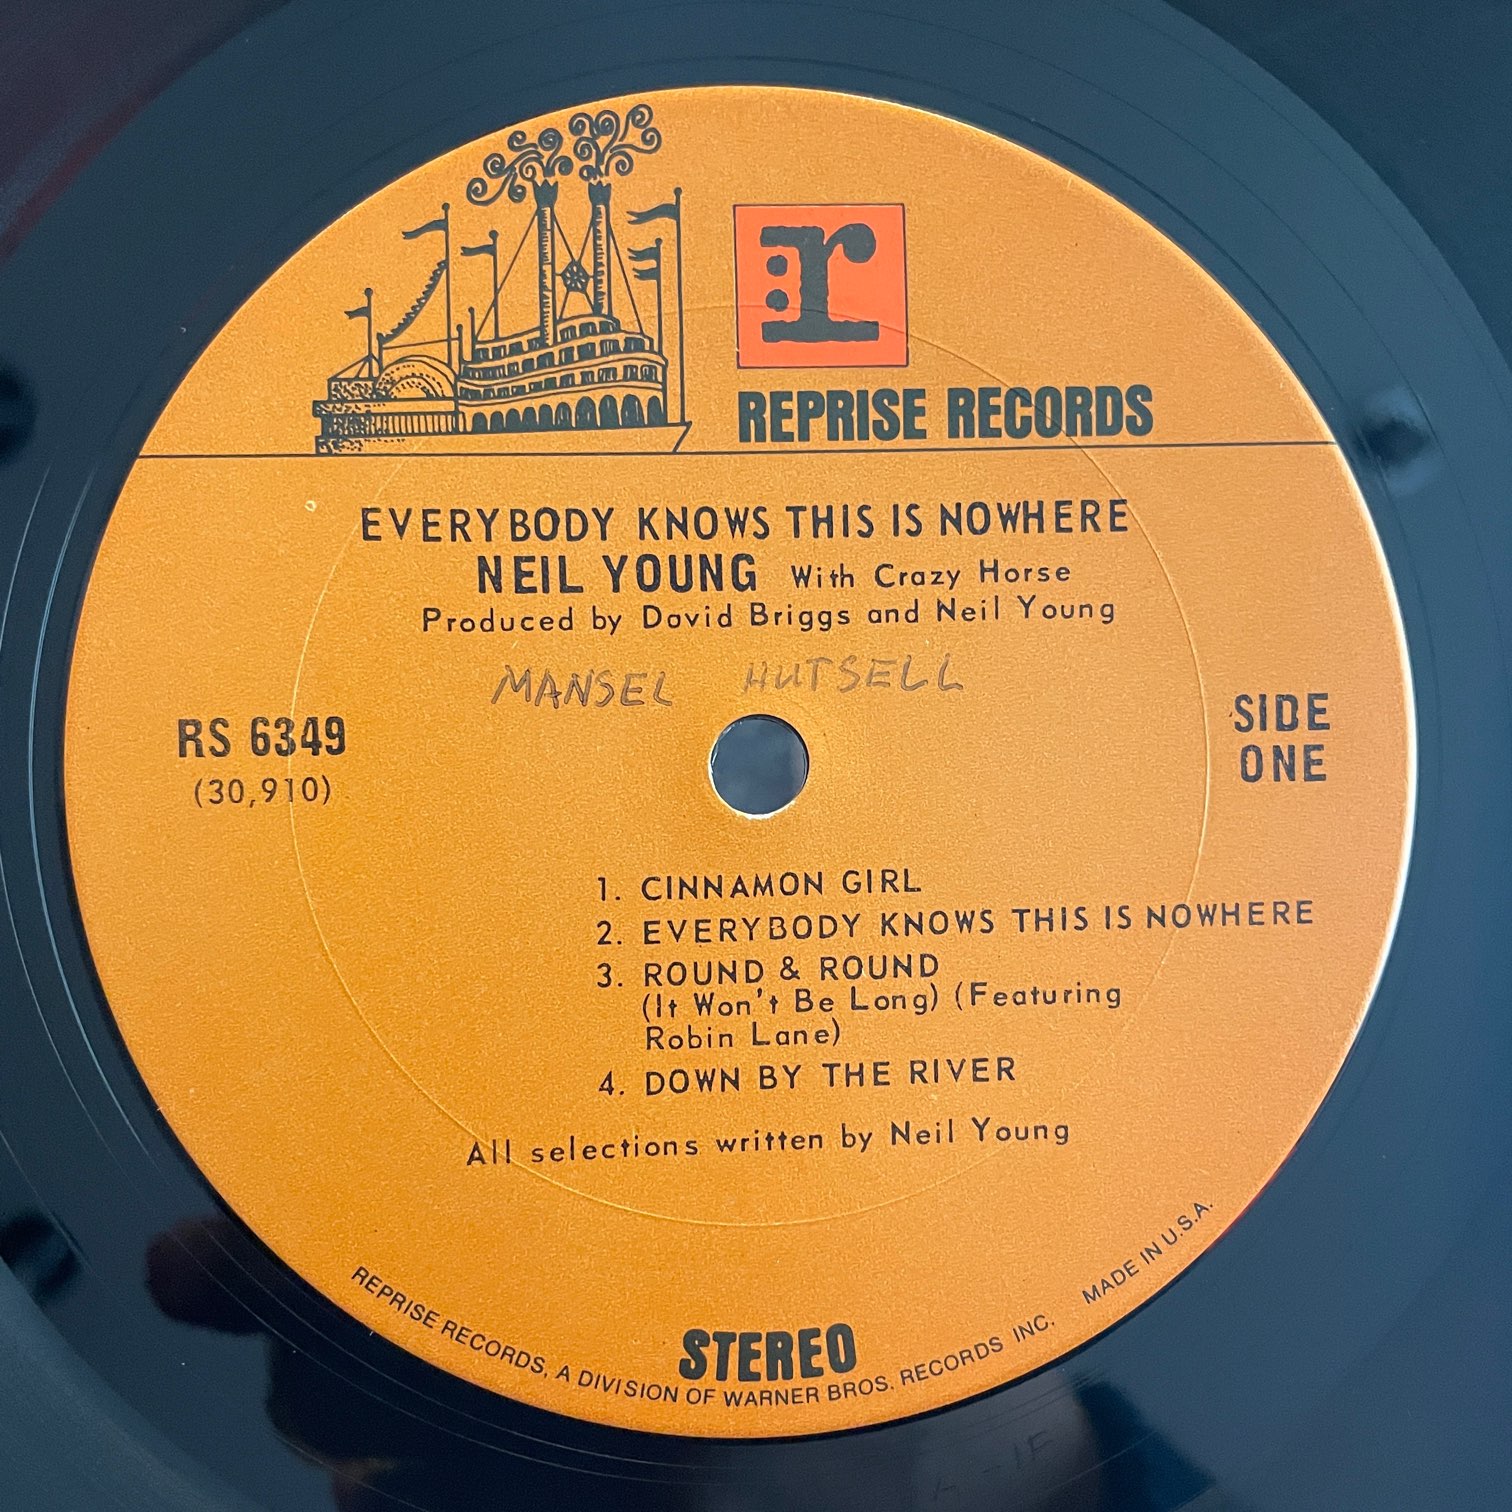 r
REPRISE RECORDS
EVERYBODY KNOWS THIS IS NOWHERE
NEIL YOUNG With Crazy Horse
Produced by David Briggs and Neil Young
MANSEL HUTSELL
RS 6349
(30,910)
SIDE
ONE
1. CINNAMON GIRL
2. EVERYBODY KNOWS THIS IS NOWHERE
3. ROUND & ROUND
(It Won't Be Long) (Featuring
Robin Lane)
4. DOWN BY THE RIVER
All selections written by Neil Young
STEREO
REPRISE RECORDS, A DIVISION OF WARNER BROS. RECORDS INC. MADE IN U.S.A.